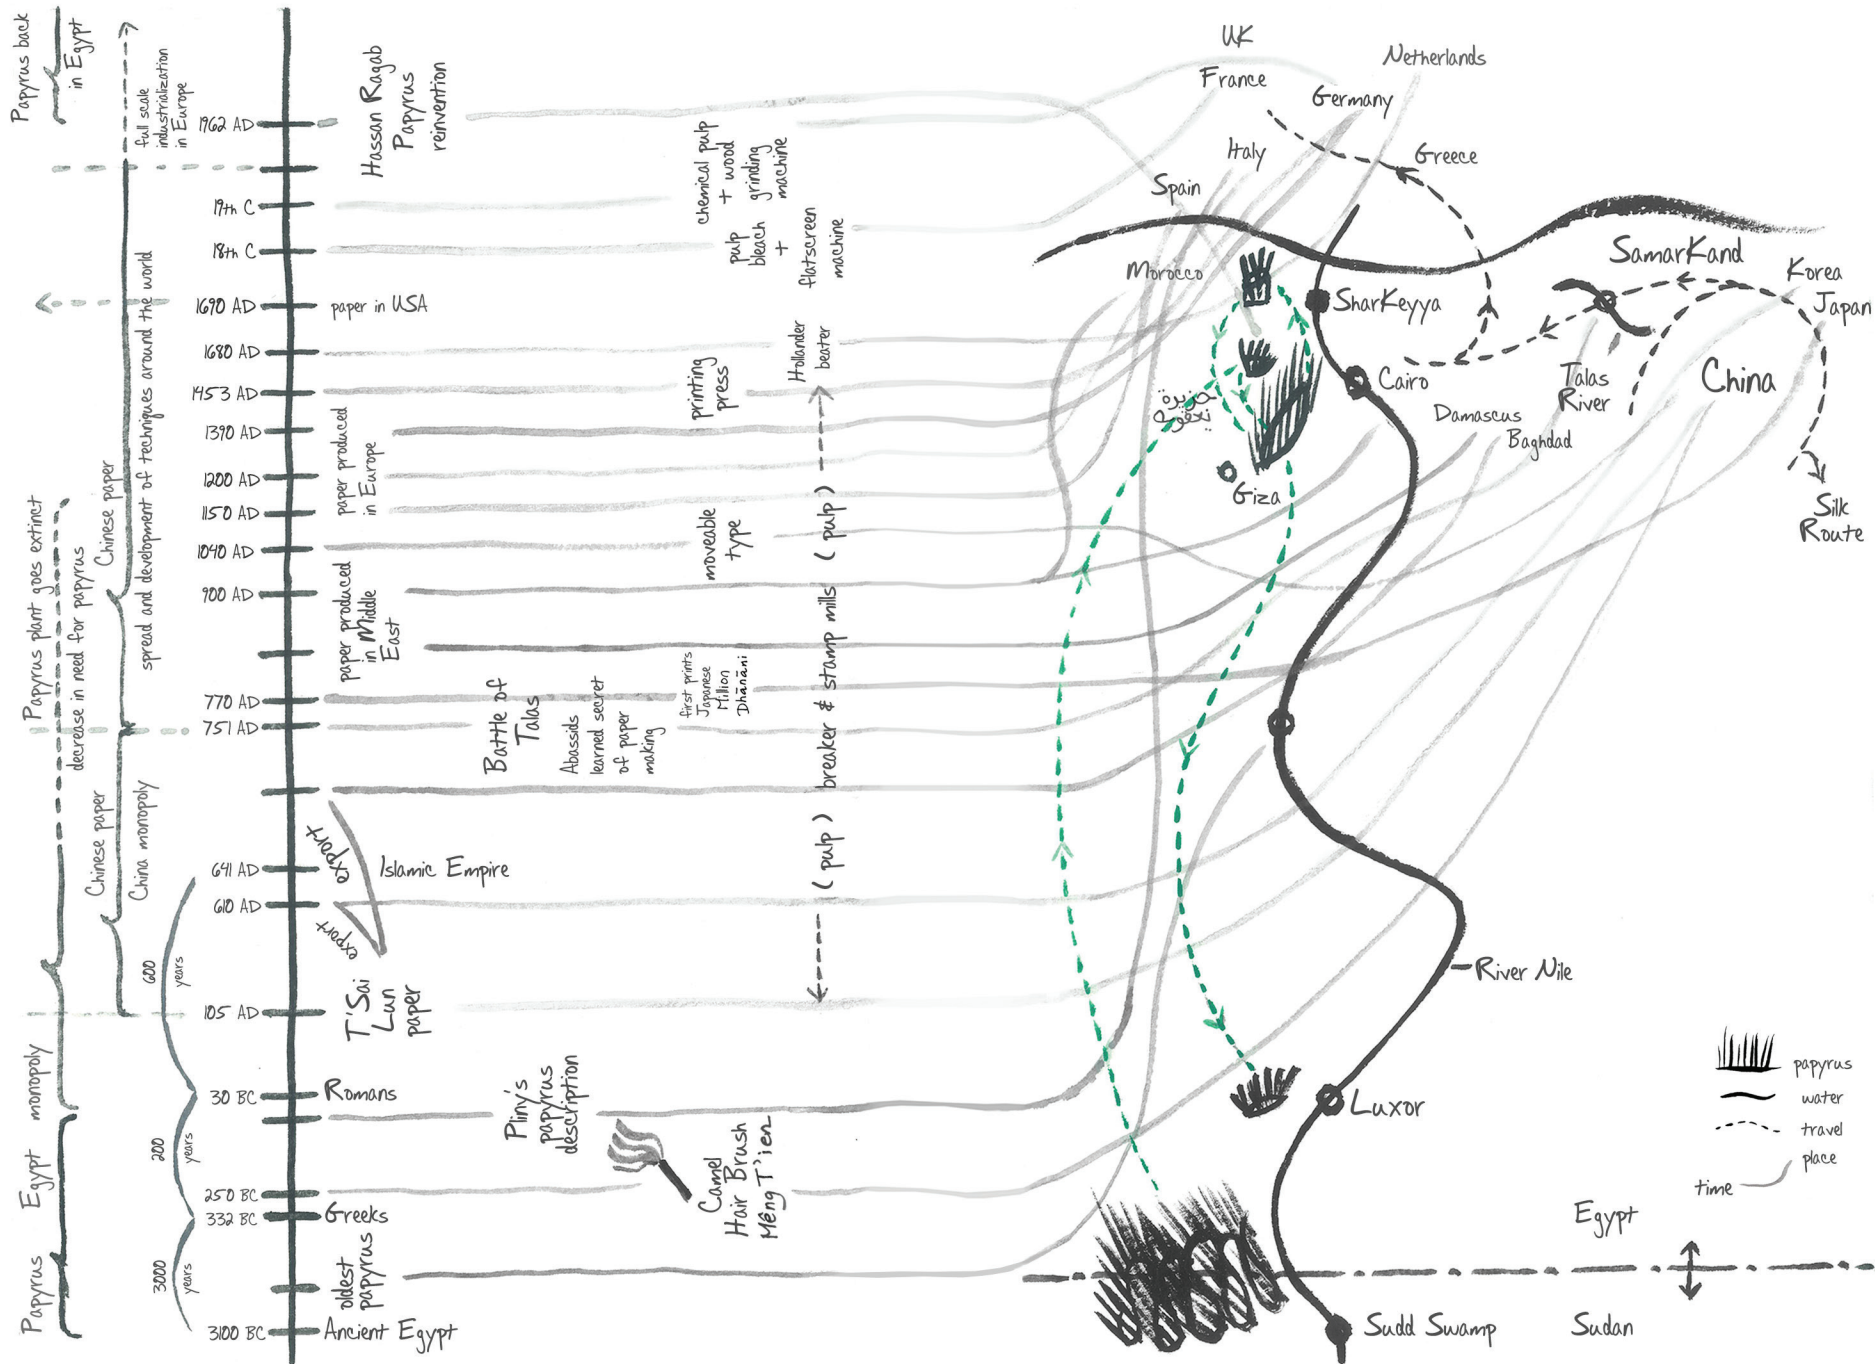 Papyrus back
in Egypt
full scale
industrialization
in Europe
Papyrus plant goes extinct
decrease in need for papyrus
Chinese paper
spread and development of techniques around the world
Chinese paper
China monopoly
Papyrus Egypt monopoly
600
years
200
years
3000
years
1962 AD
19th C
18th C
1690 AD
1680 AD
1453 AD
1390 AD
1200 AD
1150 AD
1040 AD
900 AD
770 AD
751 AD
641 AD
610 AD
105 AD
30 BC
250 BC
332 BC
3100 BC
Hassan Ragab
Papyrus
reinvention
chemical pulp
+ wood
grinding
machine
pulp
bleach
+
flatscreen
machine
paper in USA
Hollander
beater
printing
press
paper produced
in Europe
moveable
type
paper produced
in Middle
East
first prints
Japanese
Million
Dhānāni
Battle of
Talas
Abassids
learned secret
of paper
making
(pulp) breaker & stamp mills (pulp)
export
export
Islamic Empire
T'Sai
Lun
paper
Romans
Pliny's
papyrus
description
Camel
Hair Brush
Mêng T'ien
Greeks
oldest
papyrus
Ancient Egypt
UK
France
Netherlands
Germany
Italy
Greece
Spain
Morocco
Samarkand
Korea
Japan
Sharkeyya
Cairo
Talas
River
China
Damascus
Baghdad
جزيرة
Giza
Silk
Route
River Nile
Luxor
papyrus
water
travel
place
time
Egypt
Sudd Swamp
Sudan